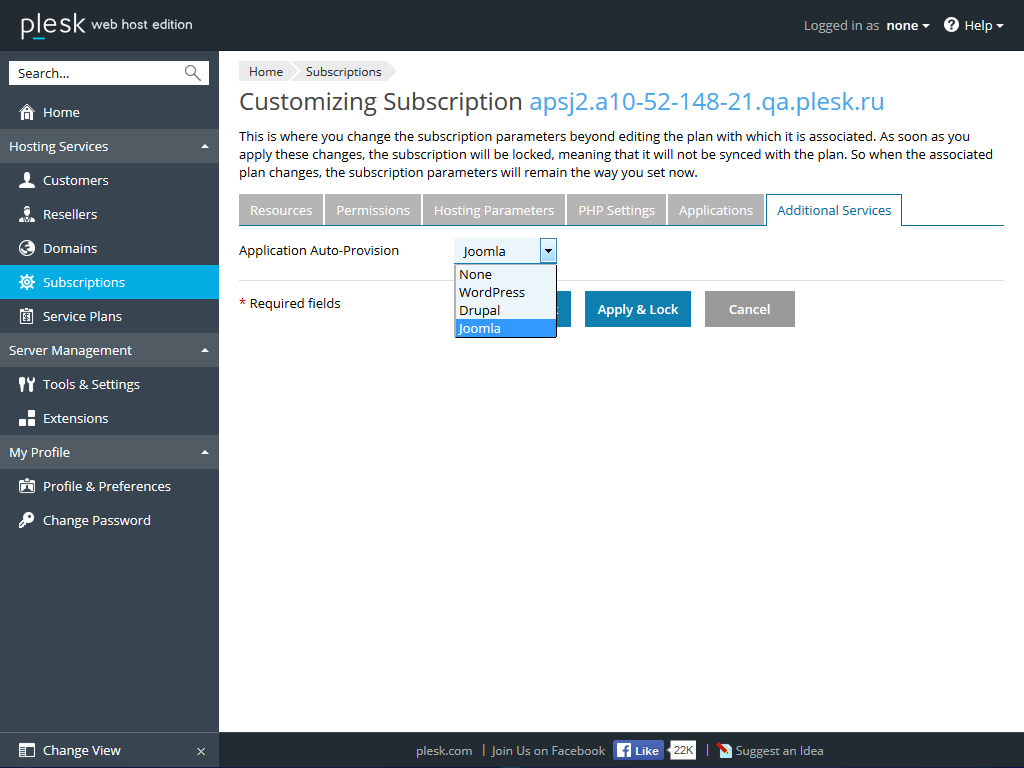 plesk web host edition
Logged in as none
Help
Search...
Home
Hosting Services
Customers
Resellers
Domains
Subscriptions
Service Plans
Server Management
Tools & Settings
Extensions
My Profile
Profile & Preferences
Change Password
Change View
Home Subscriptions
Customizing Subscription apsj2.a10-52-148-21.qa.plesk.ru
This is where you change the subscription parameters beyond editing the plan with which it is associated. As soon as you
apply these changes, the subscription will be locked, meaning that it will not be synced with the plan. So when the associated
plan changes, the subscription parameters will remain the way you set now.
Resources Permissions Hosting Parameters PHP Settings Applications Additional Services
Application Auto-Provision
Joomla
None
WordPress
Drupal
Joomla
* Required fields
Apply & Lock
Cancel
plesk.com | Join Us on Facebook Like 22K | Suggest an Idea